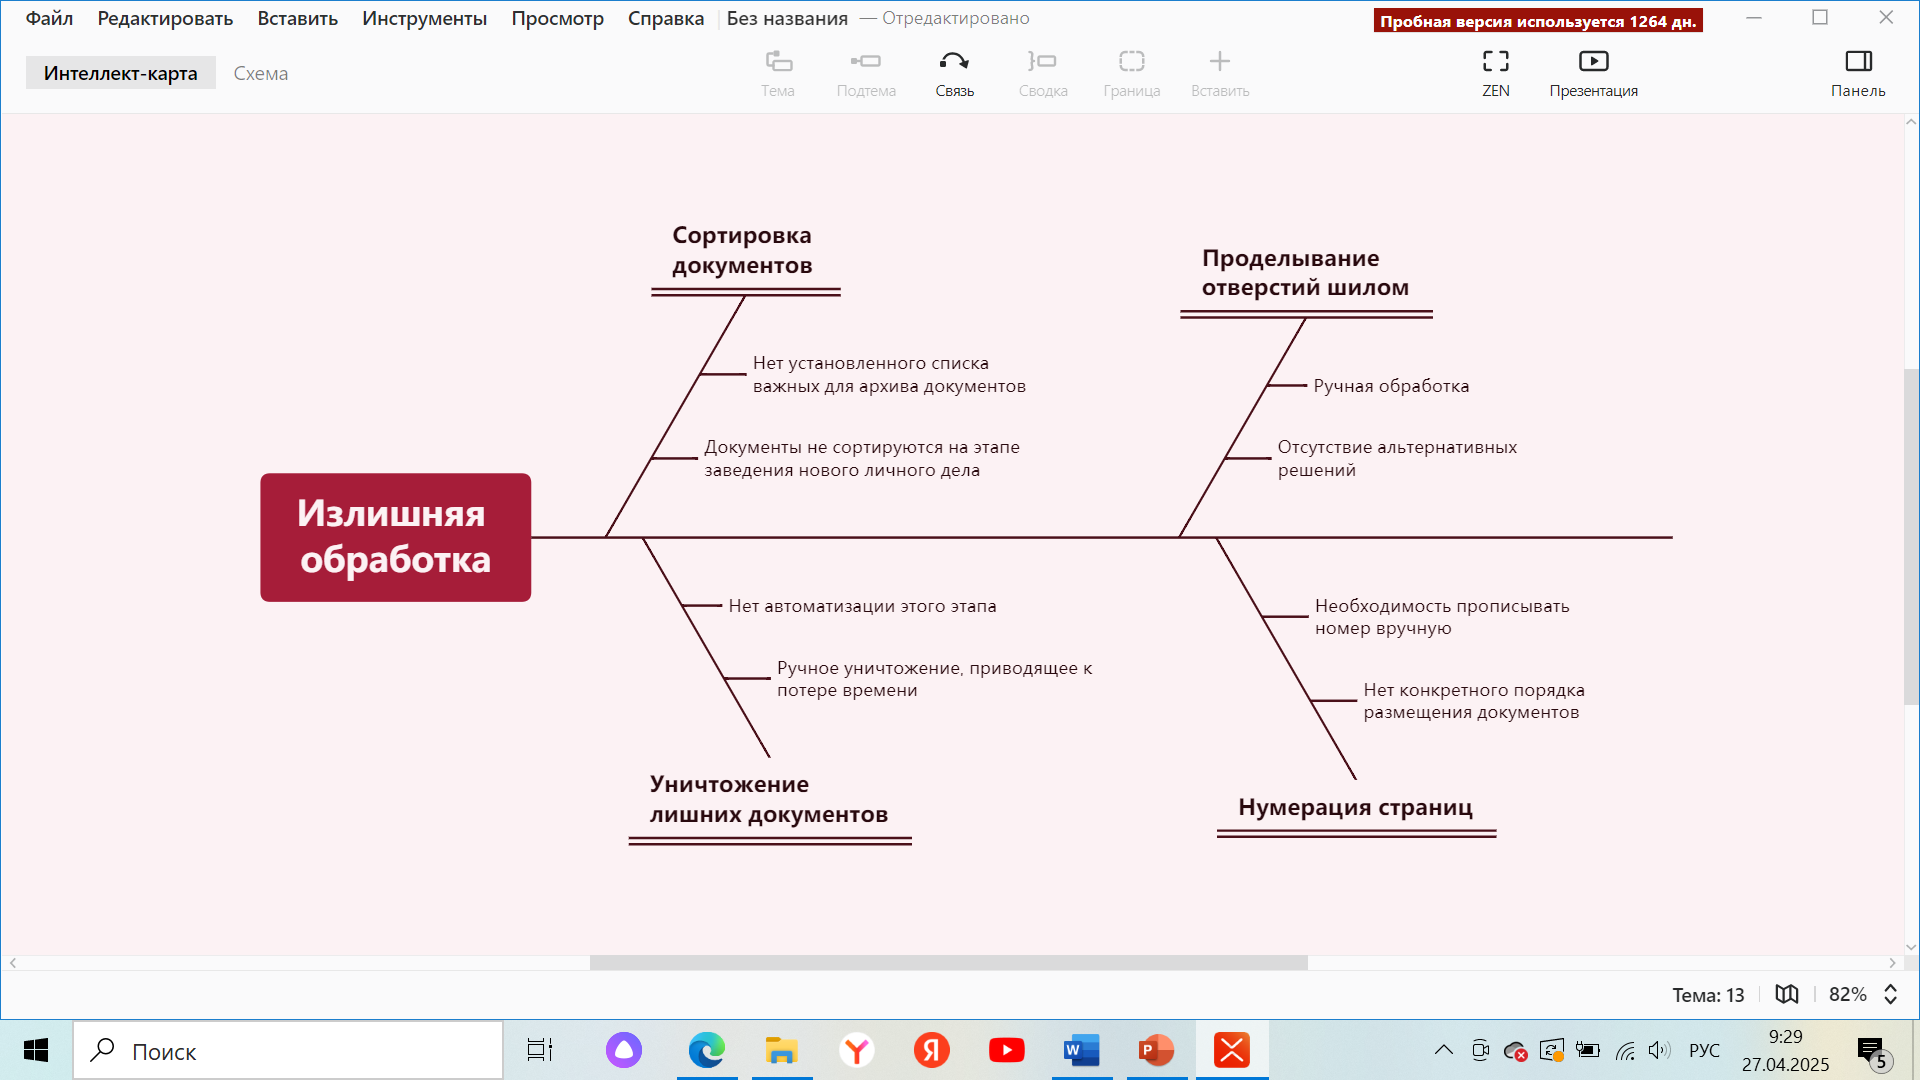 Файл Редактировать Вставить Инструменты Просмотр Справка Без названия — Отредактировано Пробная версия используется 1264 дн.
Интеллект-карта Схема Тема Подтема Связь Сводка Граница Вставить ZEN Презентация Панель
Сортировка
документов
Проделывание
отверстий шилом
Нет установленного списка
важных для архива документов
Ручная обработка
Документы не сортируются на этапе
заведения нового личного дела
Отсутствие альтернативных
решений
Излишняя
обработка
Нет автоматизации этого этапа
Необходимость прописывать
номер вручную
Ручное уничтожение, приводящее к
потере времени
Нет конкретного порядка
размещения документов
Уничтожение
лишних документов
Нумерация страниц
Тема: 13 82%
Поиск
РУС
9:29
27.04.2025
5